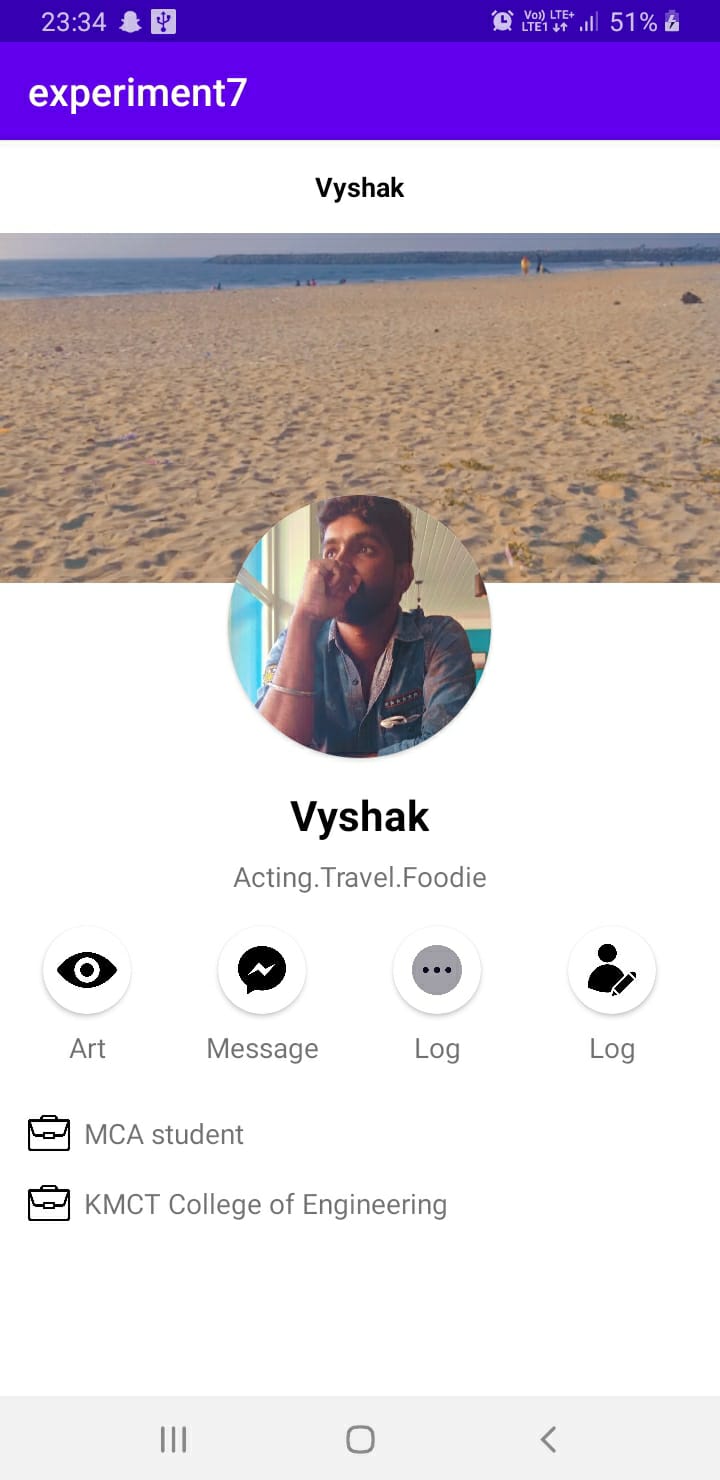 23:34
Vo)) LTE+
LTE1
51%
experiment7
Vyshak
Vyshak
Acting.Travel.Foodie
Art Message Log Log
MCA student
KMCT College of Engineering